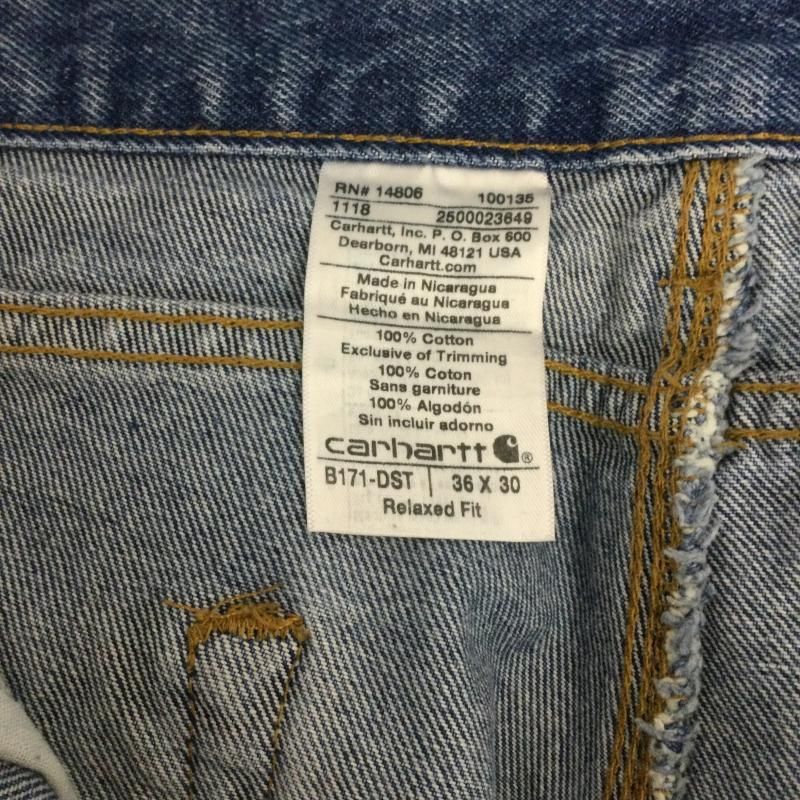 RN# 14806 100135
1118 2500023649
Carhartt, Inc. P. O. Box 600
Dearborn, MI 48121 USA
Carhartt.com
Made in Nicaragua
Fabriqué au Nicaragua
Hecho en Nicaragua
100% Cotton
Exclusive of Trimming
100% Coton
Sans garniture
100% Algodón
Sin incluir adorno
carhartt ®
B171-DST 36 X 30
Relaxed Fit